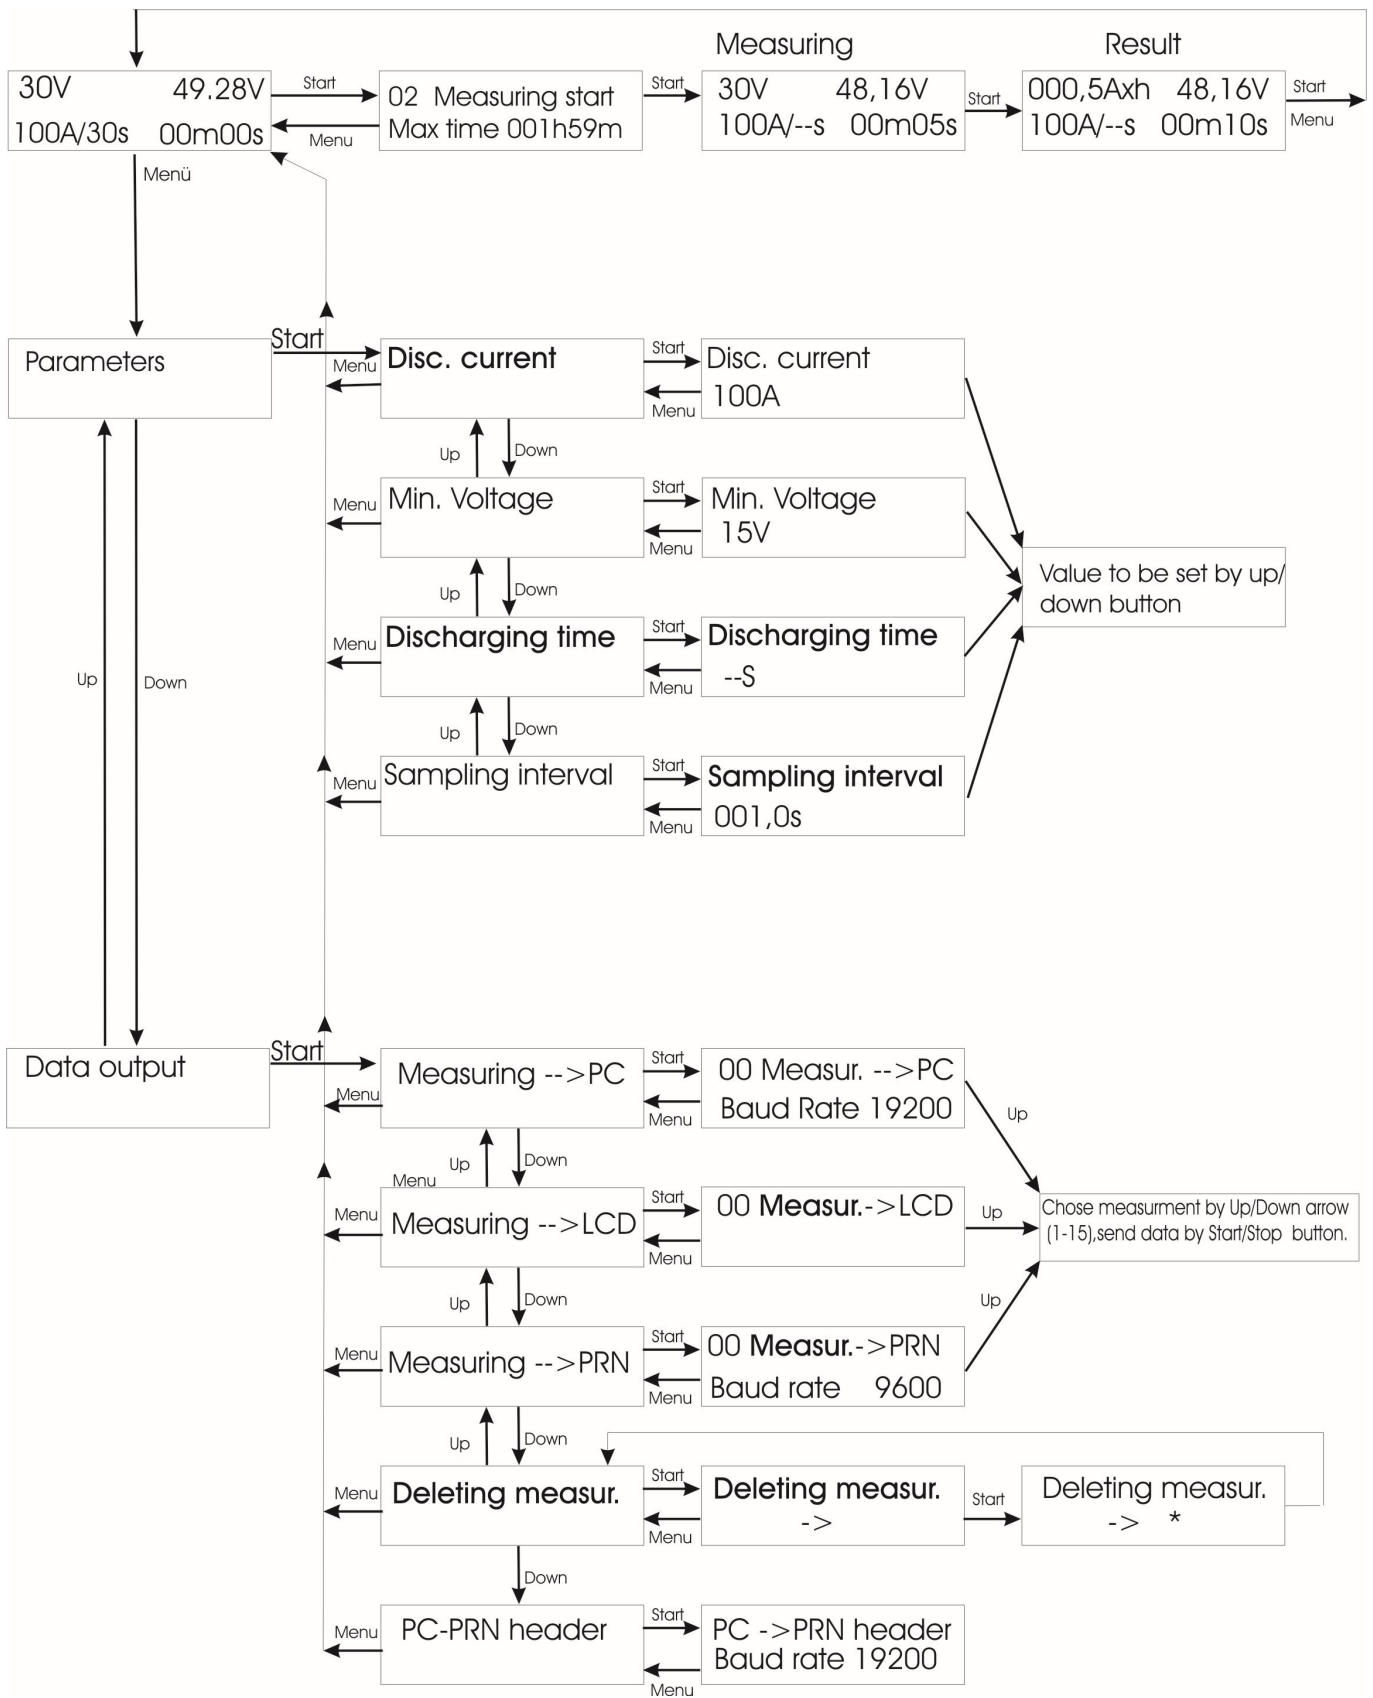 Measuring
Result
30V 49.28V
100A/30s 00m00s
Start
Menu
02 Measuring start
Max time 001h59m
Start
30V 48,16V
100A/--s 00m05s
Start
000,5Axh 48,16V
100A/--s 00m10s
Start
Menu
Menü
Parameters
Start
Menu
Disc. current
Start
Menu
Disc. current
100A
Up
Down
Menu
Min. Voltage
Start
Menu
Min. Voltage
15V
Value to be set by up/
down button
Up
Down
Menu
Discharging time
Start
Menu
Discharging time
--S
Up
Down
Up
Down
Menu
Sampling interval
Start
Menu
Sampling interval
001,0s
Data output
Start
Menu
Measuring -->PC
Start
Menu
00 Measur. -->PC
Baud Rate 19200
Up
Up
Down
Menu
Menu
Measuring -->LCD
Start
Menu
00 Measur.->LCD
Up
Chose measurment by Up/Down arrow
(1-15),send data by Start/Stop button.
Up
Down
Up
Menu
Measuring -->PRN
Start
Menu
00 Measur.->PRN
Baud rate 9600
Up
Down
Menu
Deleting measur.
Start
Menu
Deleting measur.
->
Start
Deleting measur.
-> *
Down
Menu
PC-PRN header
Start
Menu
PC ->PRN header
Baud rate 19200